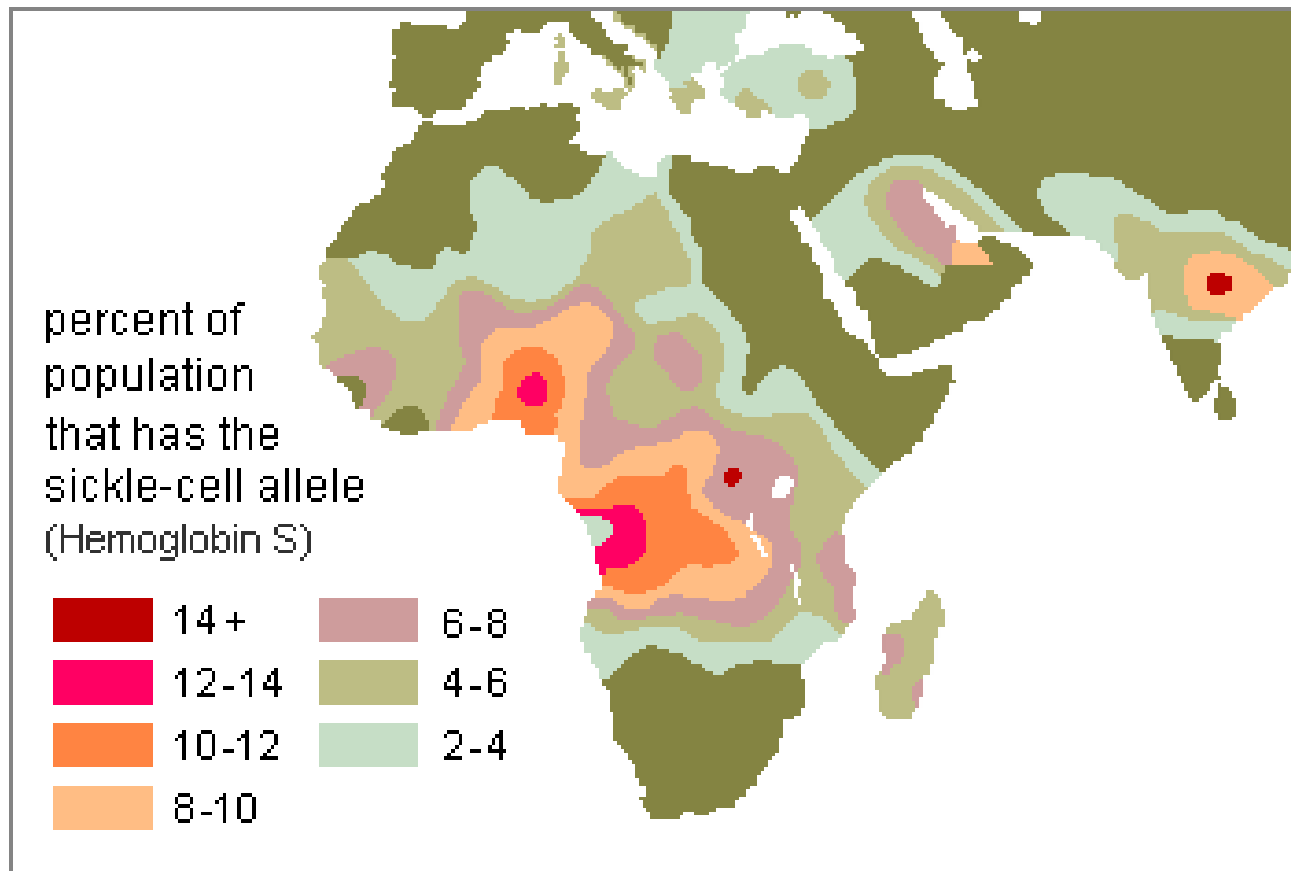 percent of
population
that has the
sickle-cell allele
(Hemoglobin S)
14+ 6-8
12-14 4-6
10-12 2-4
8-10